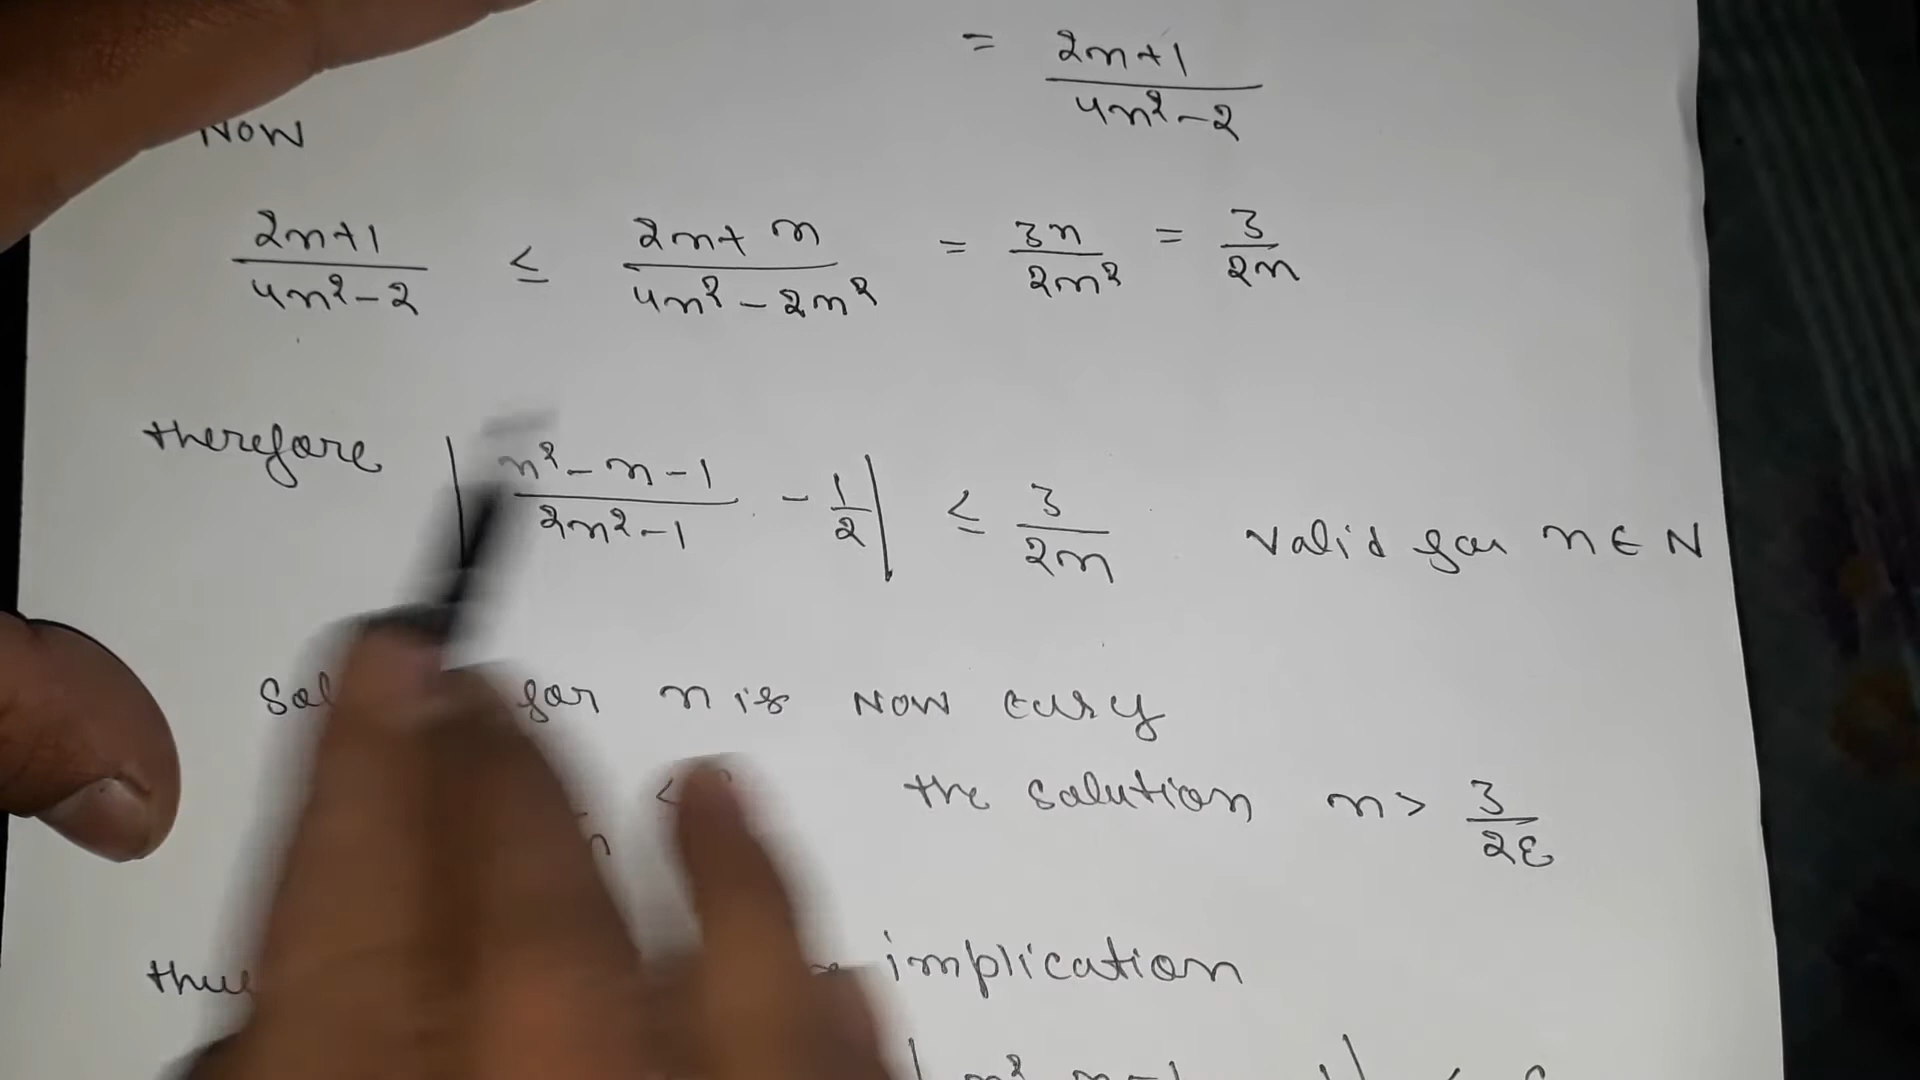 = 2n+1 / 4n²-2
NOW
2n+1 / 4n²-2 ≤ 2n+n / 4n²-2n² = 3n / 2n² = 3 / 2n
therefore | n²-n-1 / 2n²-1 - 1/2 | ≤ 3 / 2n valid for n∈N
for n is NOW easy
< the solution n > 3 / 2ε
thus implication